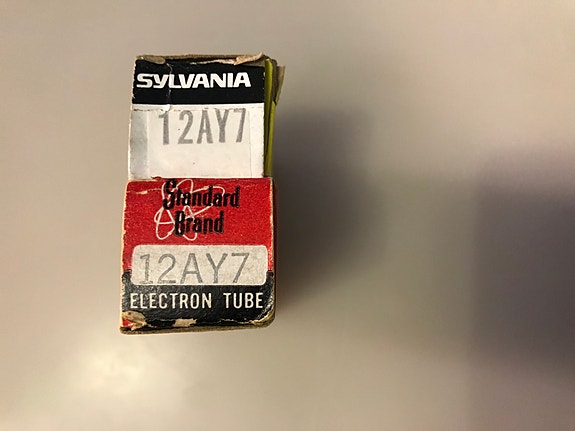 SYLVANIA
12AY7
Standard
Brand
12AY7
ELECTRON TUBE